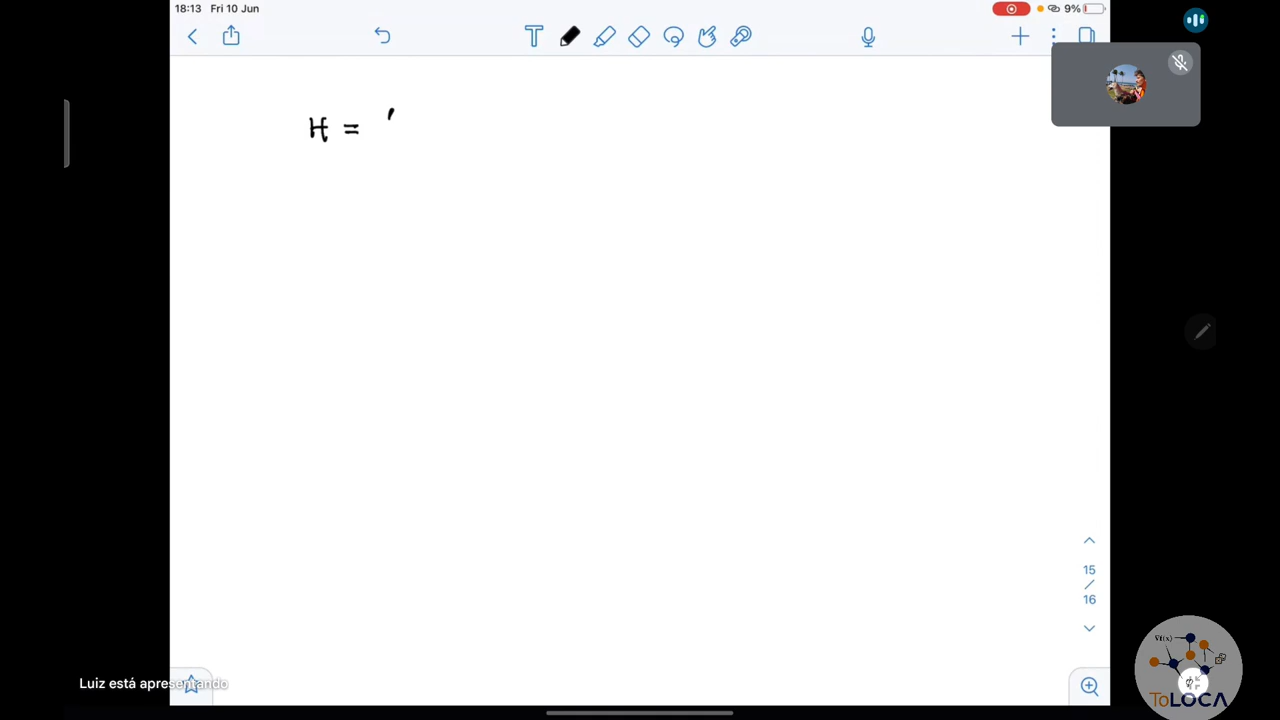 18:13 Fri 10 Jun
9%
H = '
15
/
16
Luiz está apresentando
∇f(x)
ToLOCA